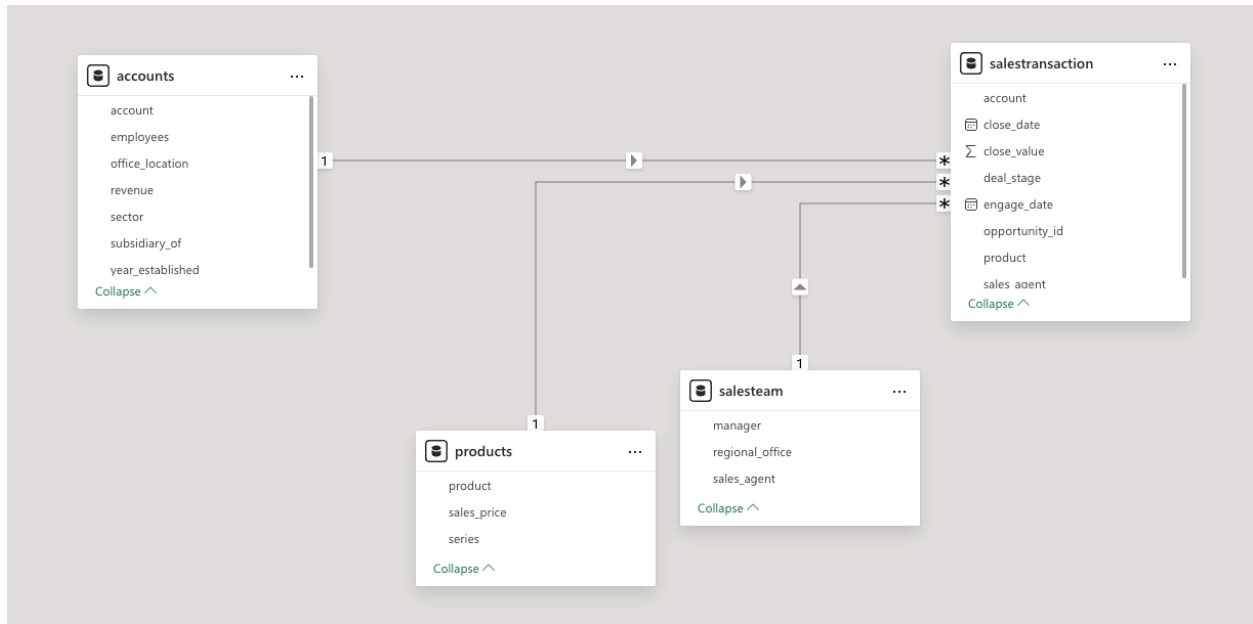 accounts
account
employees
office_location
revenue
sector
subsidiary_of
year_established
Collapse
salestransaction
account
close_date
close_value
deal_stage
engage_date
opportunity_id
product
sales_agent
Collapse
1
*
*
*
1
1
products
product
sales_price
series
Collapse
salesteam
manager
regional_office
sales_agent
Collapse